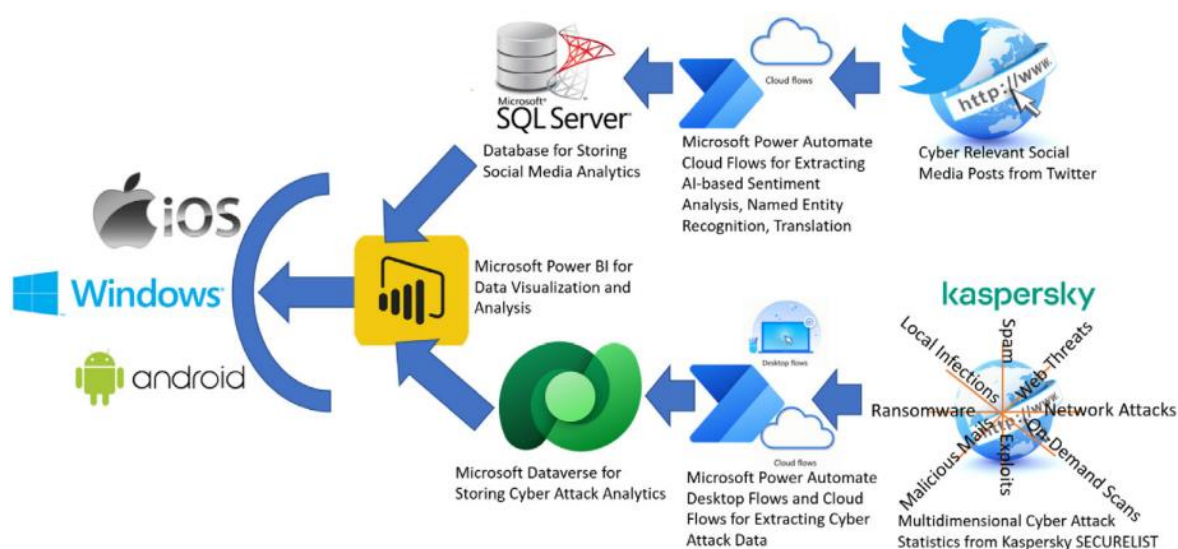 Microsoft®
SQL Server
Database for Storing
Social Media Analytics
Cloud flows
Microsoft Power Automate
Cloud Flows for Extracting
AI-based Sentiment
Analysis, Named Entity
Recognition, Translation
http://www.
Cyber Relevant Social
Media Posts from Twitter
iOS
Windows
android
Microsoft Power BI for
Data Visualization and
Analysis
Microsoft Dataverse for
Storing Cyber Attack Analytics
Desktop flows
Cloud flows
Microsoft Power Automate
Desktop Flows and Cloud
Flows for Extracting Cyber
Attack Data
kaspersky
Local Infections
Spam
Web Threats
Ransomware
Network Attacks
http://www
Malicious Mails
Exploits
On-Demand Scans
Multidimensional Cyber Attack
Statistics from Kaspersky SECURELIST